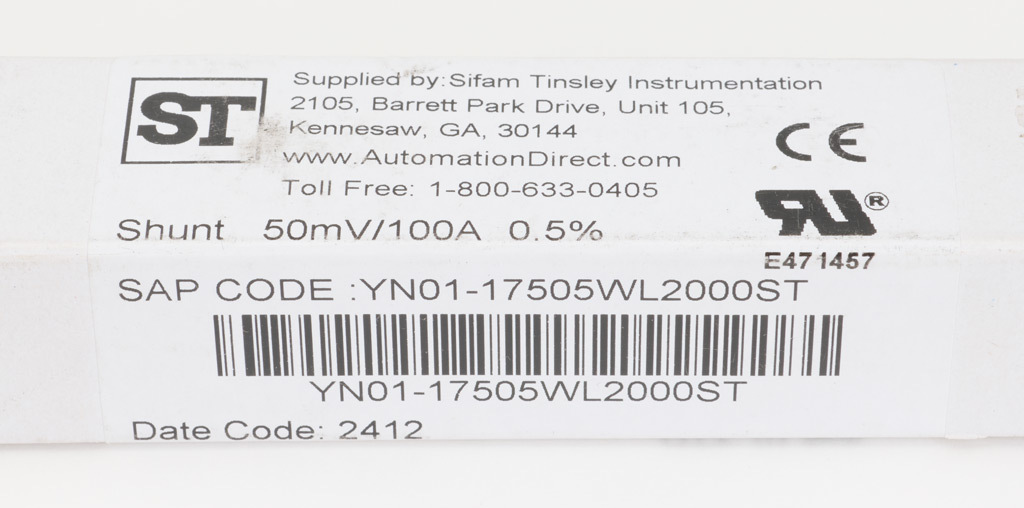 ST
Supplied by: Sifam Tinsley Instrumentation
2105, Barrett Park Drive, Unit 105,
Kennesaw, GA, 30144
www.AutomationDirect.com
Toll Free: 1-800-633-0405
CE
Shunt 50mV/100A 0.5%
RU®
E471457
SAP CODE :YN01-17505WL2000ST
YN01-17505WL2000ST
Date Code: 2412